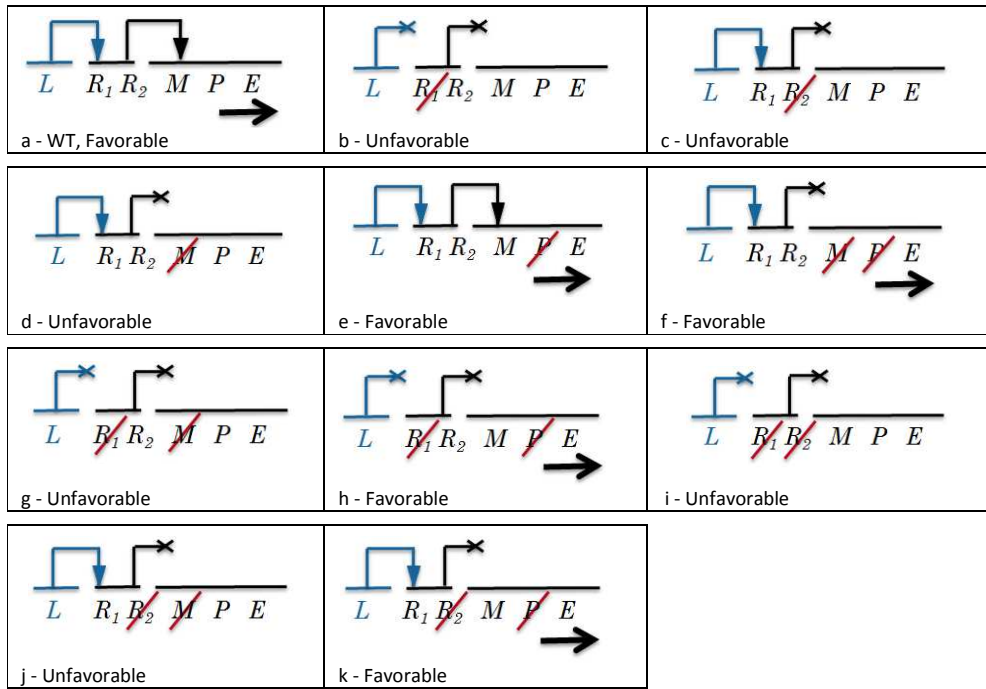 L R1 R2 M P E
a - WT, Favorable
L R1 R2 M P E
b - Unfavorable
L R1 R2 M P E
c - Unfavorable
L R1 R2 M P E
d - Unfavorable
L R1 R2 M P E
e - Favorable
L R1 R2 M P E
f - Favorable
L R1 R2 M P E
g - Unfavorable
L R1 R2 M P E
h - Favorable
L R1 R2 M P E
i - Unfavorable
L R1 R2 M P E
j - Unfavorable
L R1 R2 M P E
k - Favorable